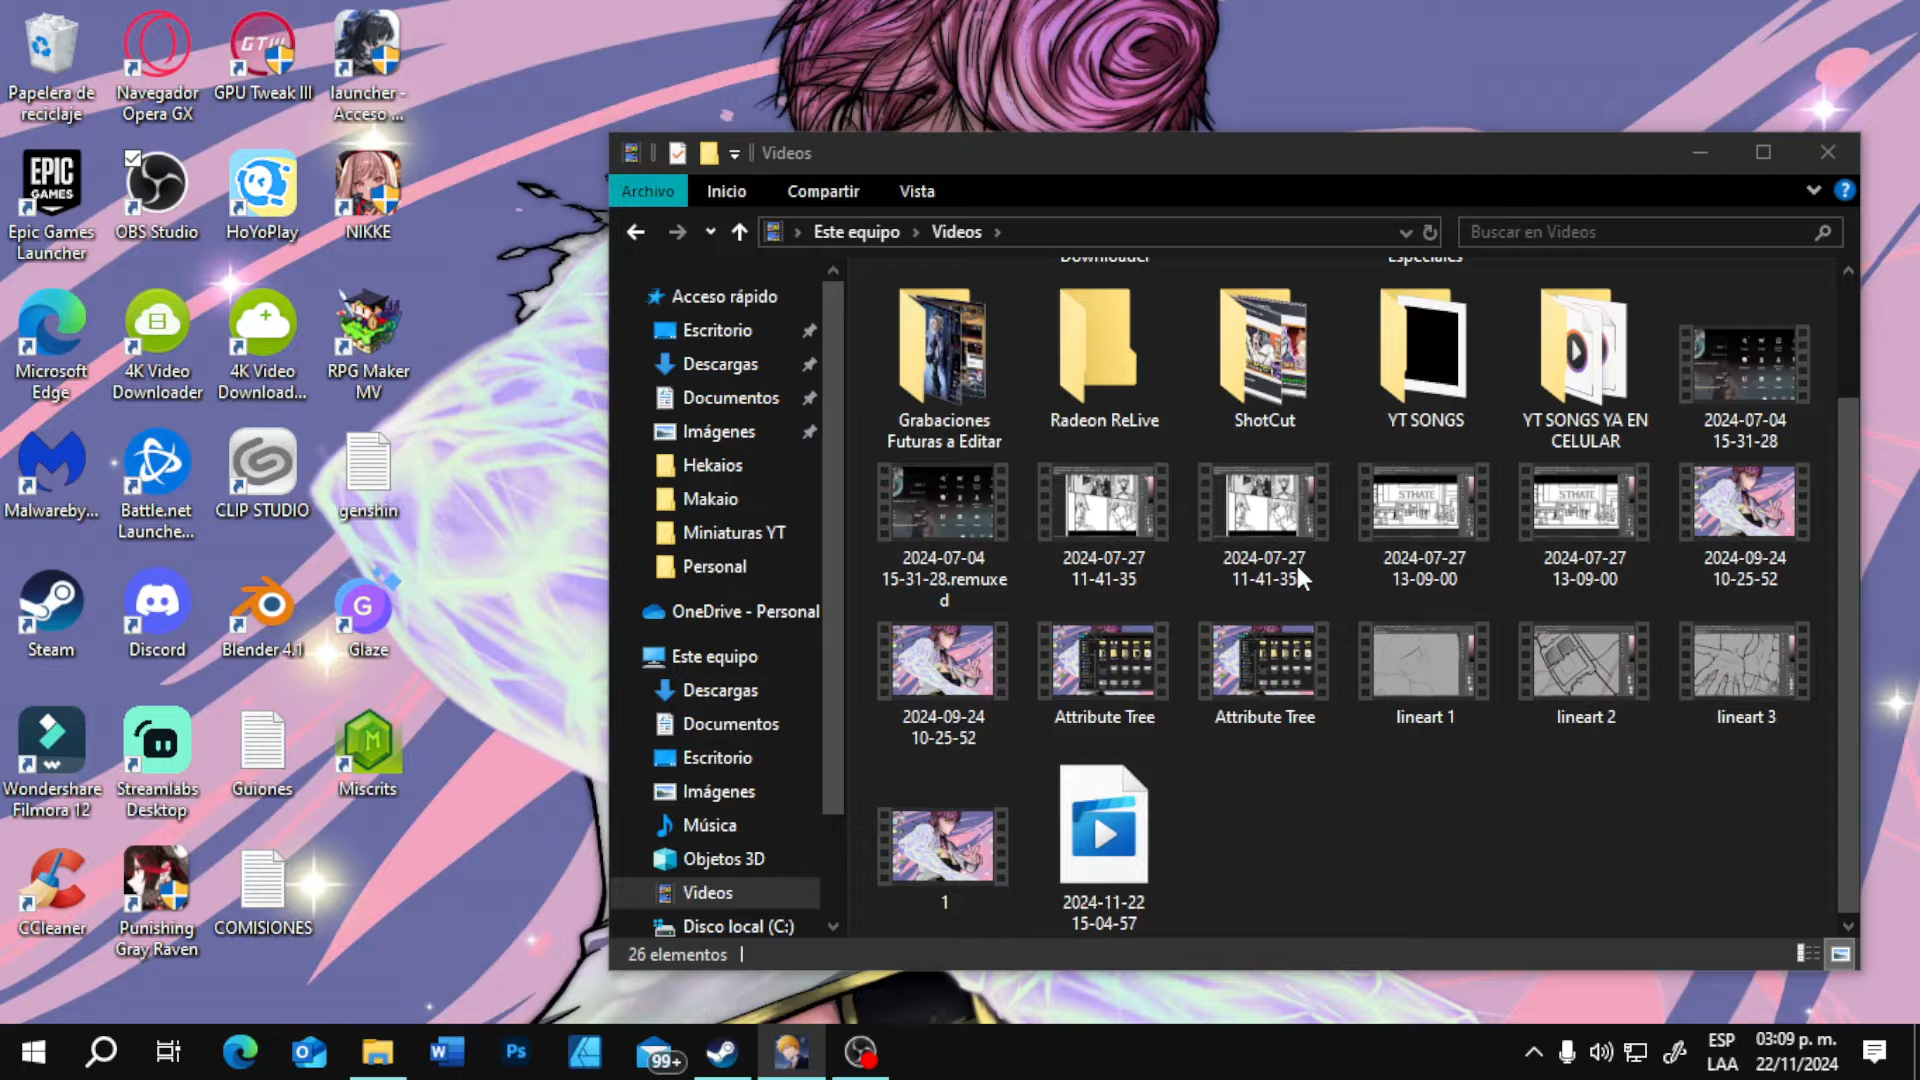 Papelera de
reciclaje
Navegador
Opera GX
GTIII
GPU Tweak III
launcher -
Acceso ...
EPIC
GAMES
Epic Games
Launcher
OBS Studio
HoYoPlay
NIKKE
Microsoft
Edge
4K Video
Downloader
4K Video
Download...
RPG Maker
MV
Malwareby...
Battle.net
Launche...
CLIP STUDIO
genshin
Steam
Discord
Blender 4.1
G
Glaze
Wondershare
Filmora 12
Streamlabs
Desktop
Guiones
M
Miscrits
CCleaner
Punishing
Gray Raven
COMISIONES
Videos
Archivo
Inicio
Compartir
Vista
?
Este equipo
Videos
Buscar en Videos
Acceso rápido
Escritorio
Descargas
Documentos
Imágenes
Hekaios
Makaio
Miniaturas YT
Personal
OneDrive - Personal
Este equipo
Descargas
Documentos
Escritorio
Imágenes
Música
Objetos 3D
Videos
Disco local (C:)
Downloader
Especiales
Grabaciones
Futuras a Editar
Radeon ReLive
ShotCut
YT SONGS
YT SONGS YA EN
CELULAR
2024-07-04
15-31-28
2024-07-04
15-31-28.remuxe
d
2024-07-27
11-41-35
2024-07-27
11-41-35
STHATE
2024-07-27
13-09-00
STHATE
2024-07-27
13-09-00
2024-09-24
10-25-52
2024-09-24
10-25-52
Attribute Tree
Attribute Tree
lineart 1
lineart 2
lineart 3
1
2024-11-22
15-04-57
26 elementos
W
Ps
99+
ESP
LAA
03:09 p. m.
22/11/2024